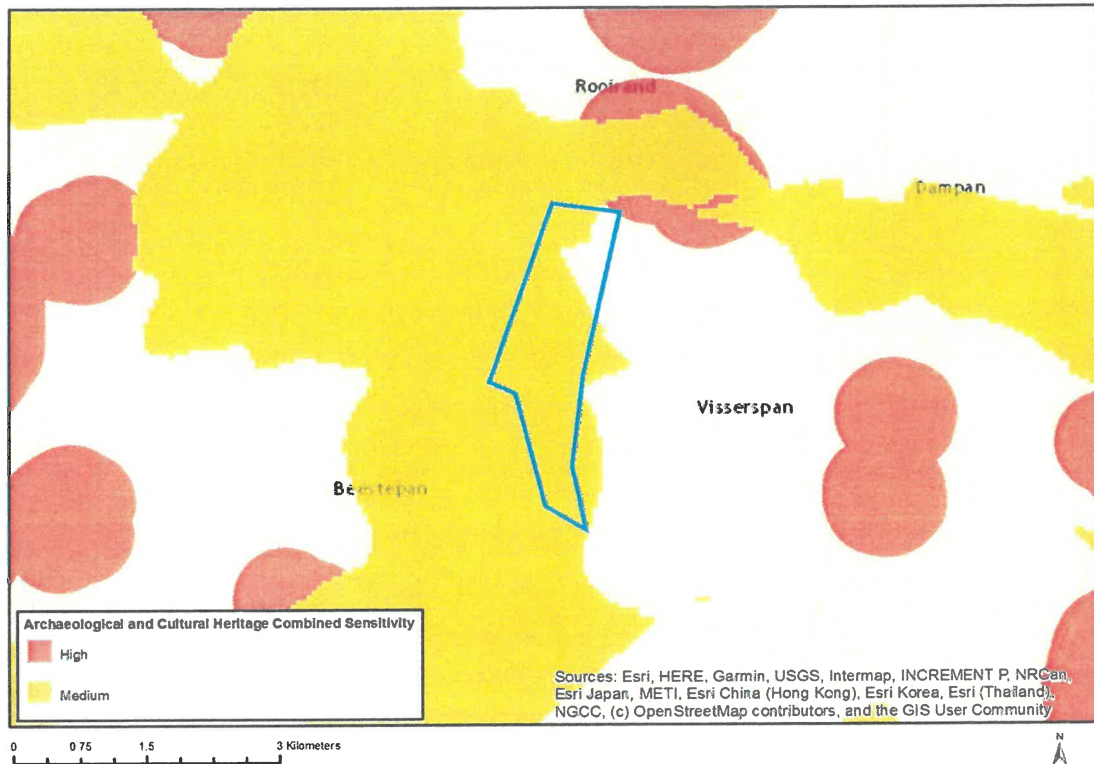 Rooirand
Dampan
Visserspan
Beestepan
Archaeological and Cultural Heritage Combined Sensitivity
High
Medium
Sources: Esri, HERE, Garmin, USGS, Intermap, INCREMENT P, NRCan,
Esri Japan, METI, Esri China (Hong Kong), Esri Korea, Esri (Thailand),
NGCC, (c) OpenStreetMap contributors, and the GIS User Community
0 0 75 1.5 3 Kilometers
N